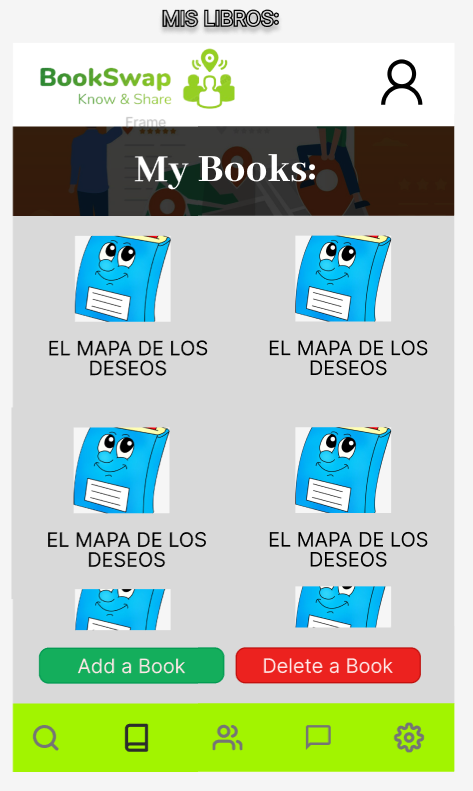 MIS LIBROS:
BookSwap
Know & Share
Frame
My Books:
EL MAPA DE LOS
DESEOS
EL MAPA DE LOS
DESEOS
EL MAPA DE LOS
DESEOS
EL MAPA DE LOS
DESEOS
Add a Book
Delete a Book